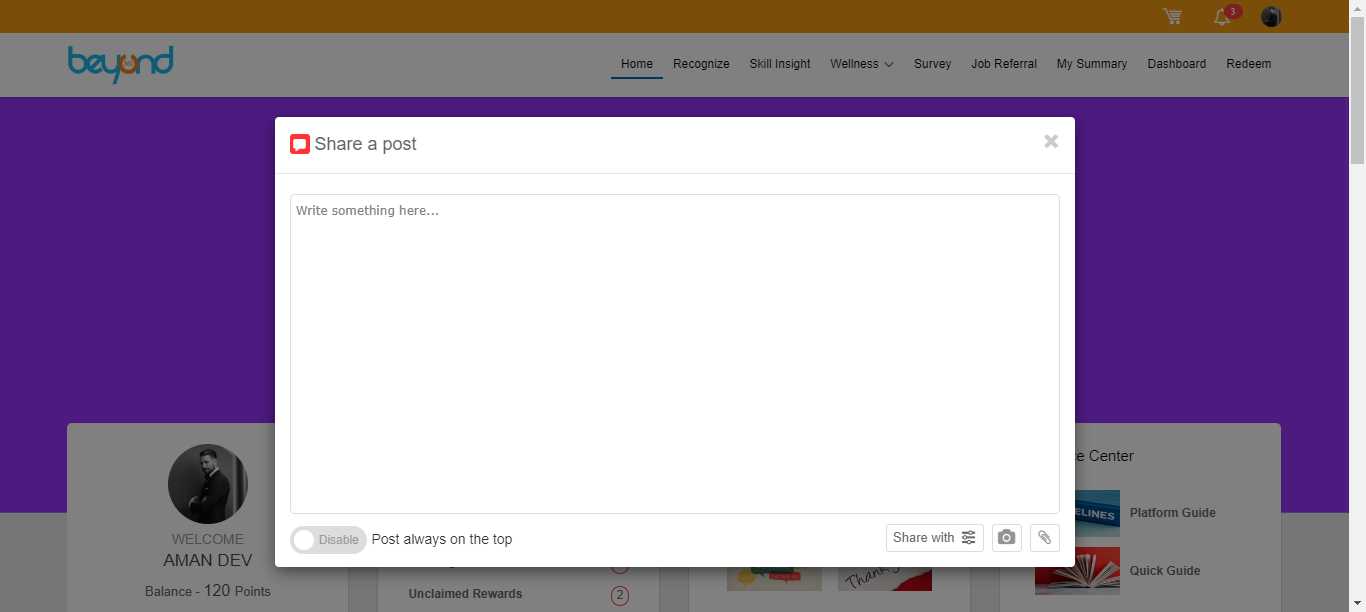 3
beyond
360
Home Recognize Skill Insight Wellness Survey Job Referral My Summary Dashboard Redeem
Share a post
Write something here...
Disable Post always on the top
Share with
WELCOME
AMAN DEV
Balance - 120 Points
Unclaimed Rewards 2
ce Center
ELINES Platform Guide
Quick Guide
Thank